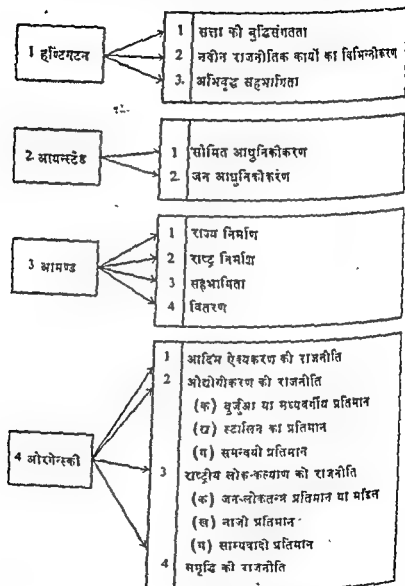 1 हण्टिगटन
1 सत्ता की बुद्धिसंगतता
2 नवीन राजनीतिक कार्यों का विभिन्नीकरण
3. अभिवृद्ध सहभागिता
2. आयन्स्टैड
1 सीमित आधुनिकीकरण
2. जन आधुनिकीकरण
3 आमण्ड
1 राज्य निर्माण
2 राष्ट्र निर्माण
3 सहभागिता
4 वितरण
4 ओरगेन्स्की
1 आदिम ऐक्यकरण की राजनीति
2 औद्योगीकरण की राजनीति
(क) बुर्जुआ या मध्यवर्गीय प्रतिमान
(ख) स्टालिन का प्रतिमान
(ग) समन्वयी प्रतिमान
3 राष्ट्रीय लोक-कल्याण की राजनीति
(क) जन-लोकतन्त्र प्रतिमान या मॉडल
(ख) नाजी प्रतिमान
(ग) साम्यवादी प्रतिमान
4 समृद्धि की राजनीति